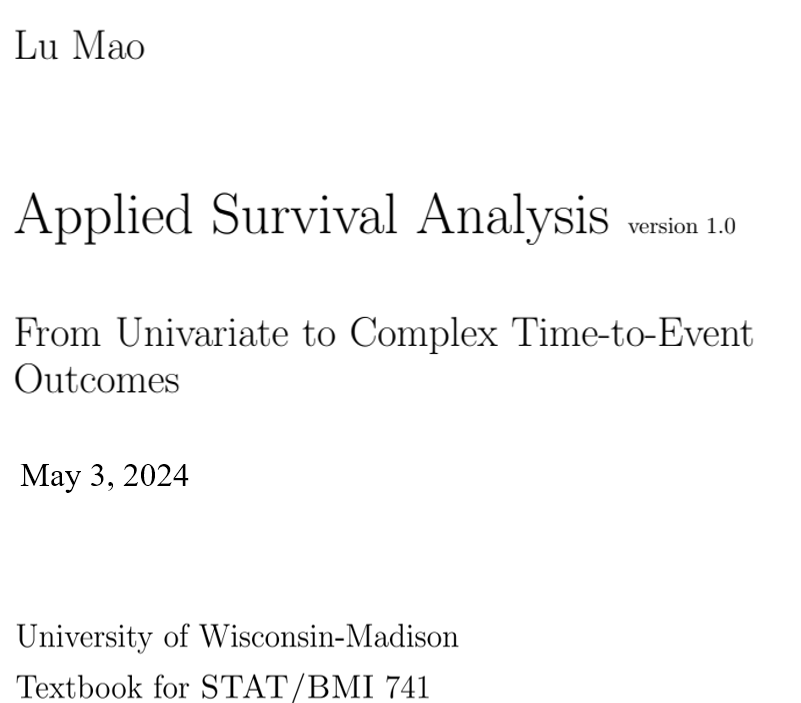 Lu Mao
Applied Survival Analysis version 1.0
From Univariate to Complex Time-to-Event
Outcomes
May 3, 2024
University of Wisconsin-Madison
Textbook for STAT/BMI 741